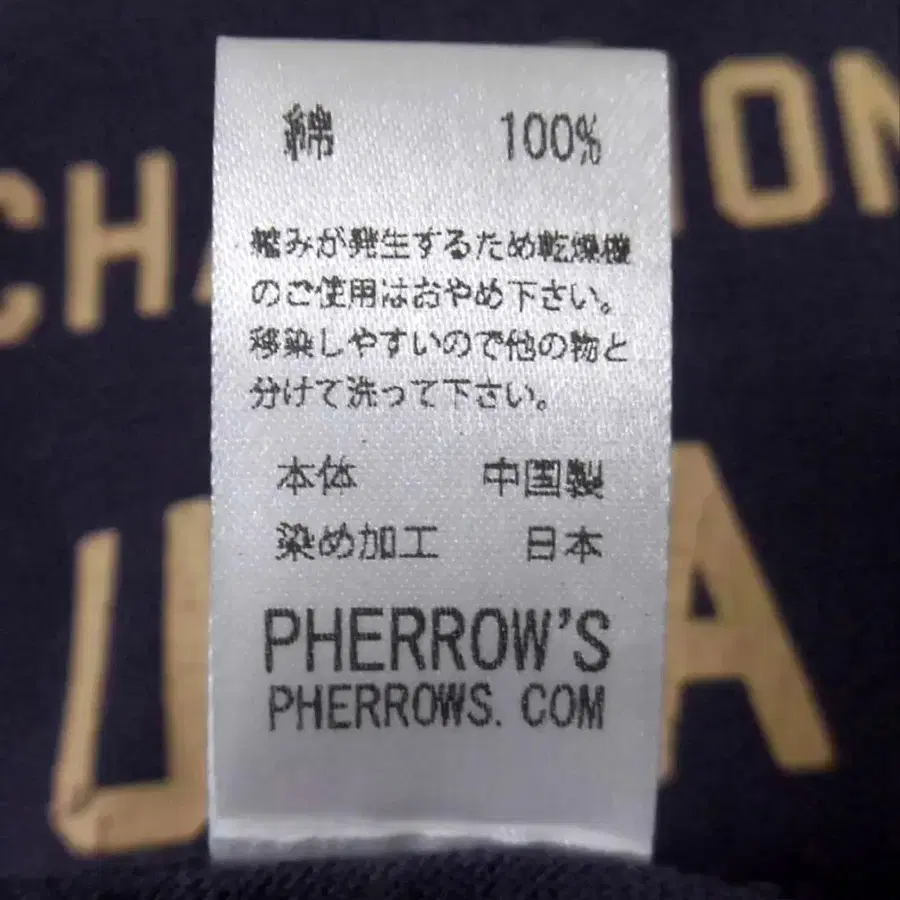 綿 100%
縮みが発生するため乾燥機
のご使用はおやめ下さい。
移染しやすいので他の物と
分けて洗って下さい。
本体 中国製
染め加工 日本
PHERROW'S
PHERROWS.COM